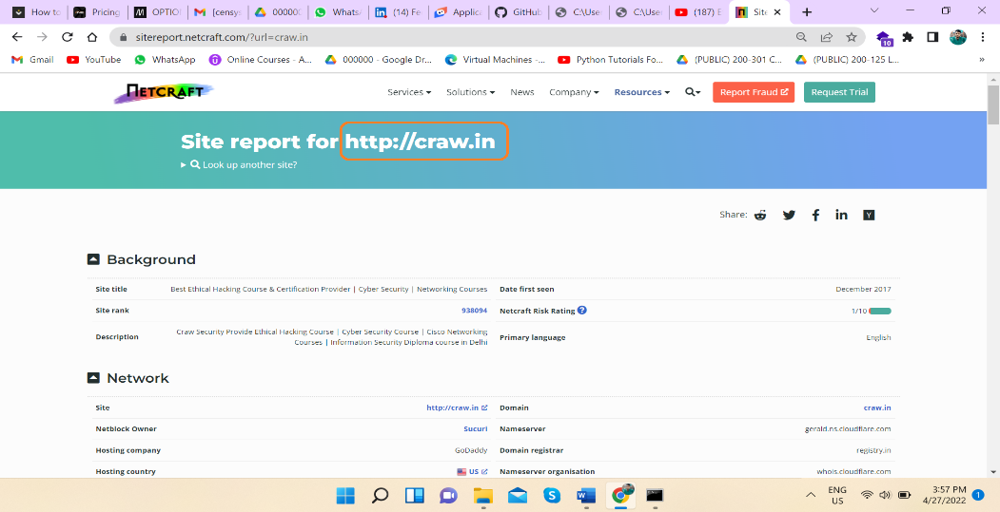 How to
Pricing
OPTIO
[censys
00000
Whats
(14) Fe
Applica
GitHub
C:\Use
C:\Use
(187) E
Site
sitereport.netcraft.com/?url=craw.in
10
Gmail
YouTube
WhatsApp
Online Courses - A...
000000 - Google Dr...
Virtual Machines -...
Python Tutorials Fo...
(PUBLIC) 200-301 C...
(PUBLIC) 200-125 L...
»
NETCRAFT
Services
Solutions
News
Company
Resources
Report Fraud
Request Trial
Site report for http://craw.in
Look up another site?
Share:
Background
Site title Best Ethical Hacking Course & Certification Provider | Cyber Security | Networking Courses Date first seen December 2017
Site rank 938094 Netcraft Risk Rating 1/10
Description Craw Security Provide Ethical Hacking Course | Cyber Security Course | Cisco Networking
Courses | Information Security Diploma course in Delhi
Primary language English
Network
Site http://craw.in Domain craw.in
Netblock Owner Sucuri Nameserver gerald.ns.cloudflare.com
Hosting company GoDaddy Domain registrar registry.in
Hosting country US Nameserver organisation whois.cloudflare.com
ENG
US
3:57 PM
4/27/2022
1